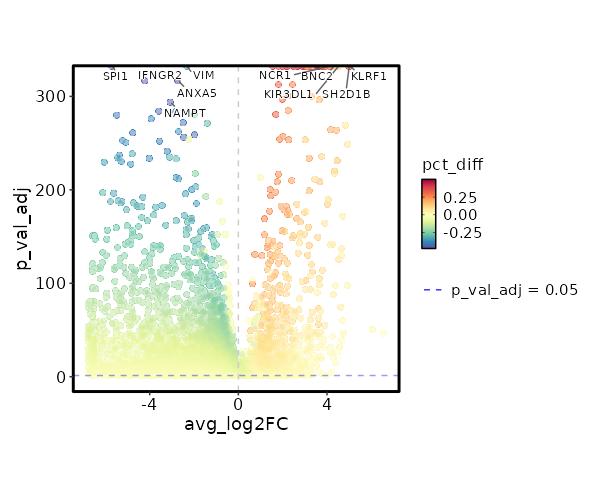 SPI1 IFNGR2 VIM NCR1 BNC2 KLRF1
ANXA5 KIR3DL1 SH2D1B
NAMPT
300
200
100
0
p_val_adj
-4 0 4
avg_log2FC
pct_diff
0.25
0.00
-0.25
p_val_adj = 0.05